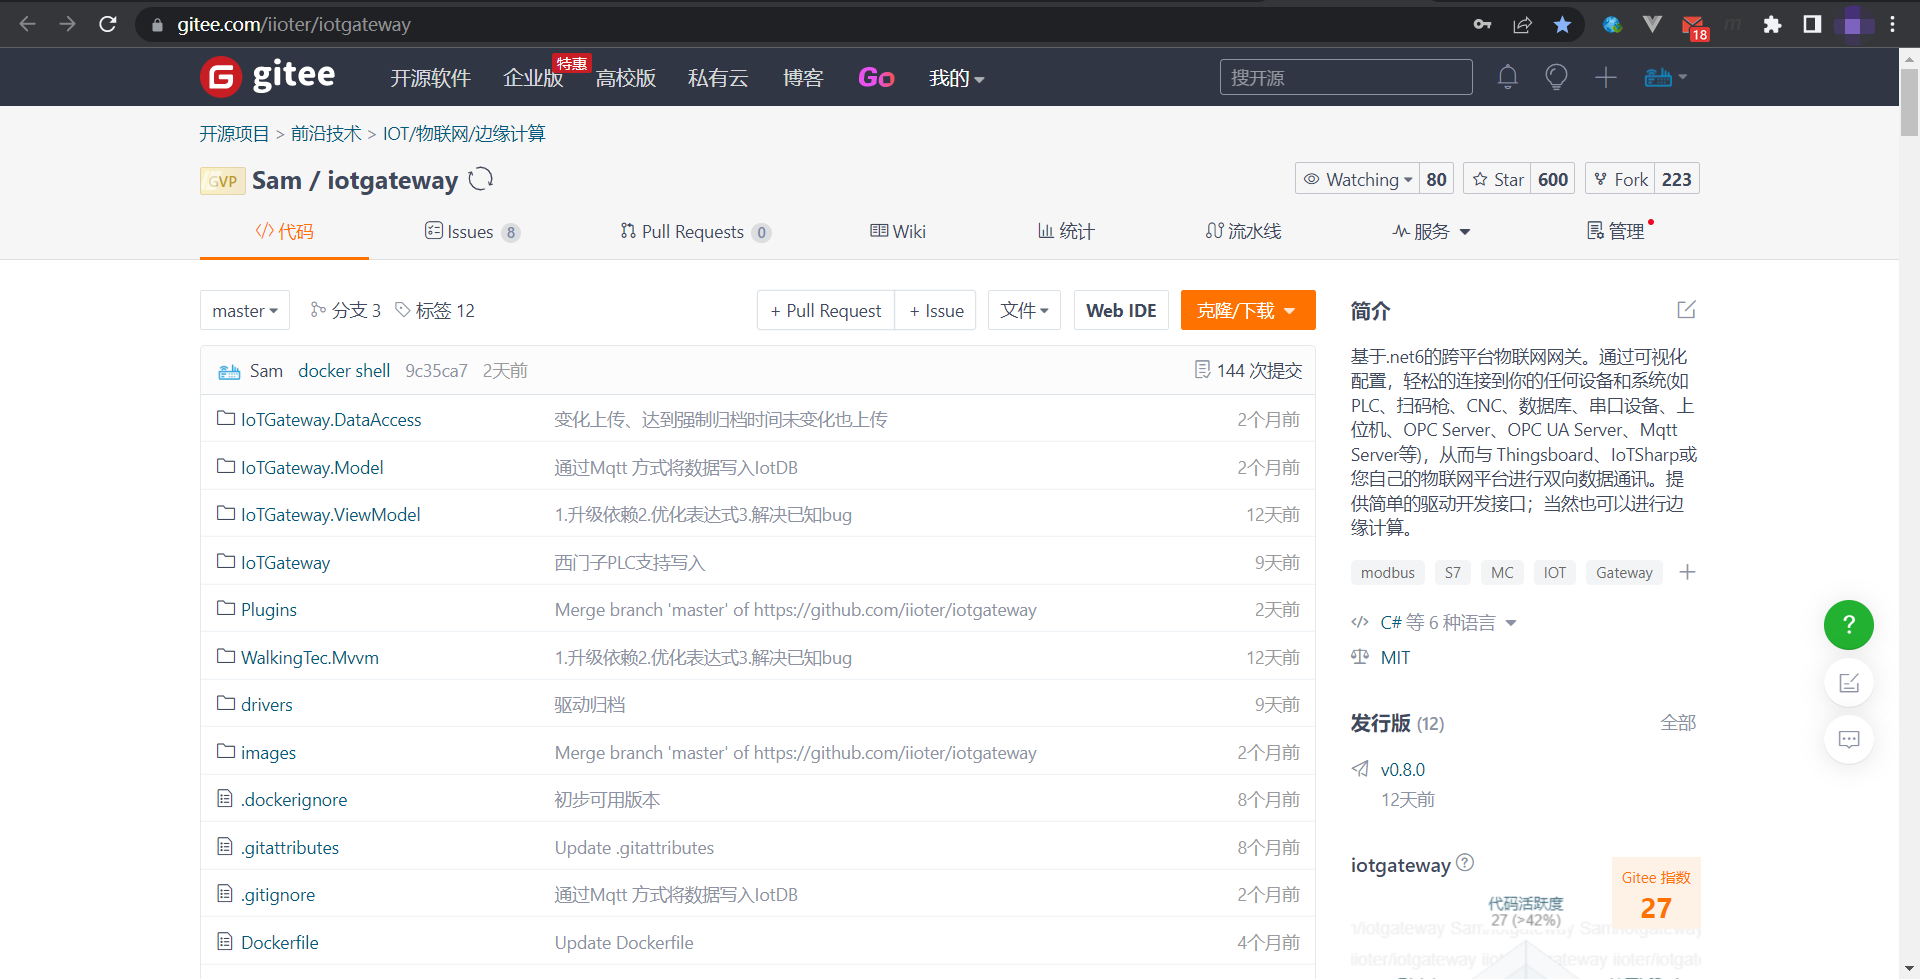 gitee.com/iioter/iotgateway
18
gitee 开源软件 企业版 特惠 高校版 私有云 博客 Go 我的 搜开源
开源项目 > 前沿技术 > IOT/物联网/边缘计算
GVP Sam / iotgateway Watching 80 Star 600 Fork 223
代码 Issues 8 Pull Requests 0 Wiki 统计 流水线 服务 管理
master 分支 3 标签 12 + Pull Request + Issue 文件 Web IDE 克隆/下载
Sam docker shell 9c35ca7 2天前 144 次提交
IoTGateway.DataAccess 变化上传、达到强制归档时间未变化也上传 2个月前
IoTGateway.Model 通过Mqtt 方式将数据写入IotDB 2个月前
IoTGateway.ViewModel 1.升级依赖2.优化表达式3.解决已知bug 12天前
IoTGateway 西门子PLC支持写入 9天前
Plugins Merge branch 'master' of https://github.com/iioter/iotgateway 2天前
WalkingTec.Mvvm 1.升级依赖2.优化表达式3.解决已知bug 12天前
drivers 驱动归档 9天前
images Merge branch 'master' of https://github.com/iioter/iotgateway 2个月前
.dockerignore 初步可用版本 8个月前
.gitattributes Update .gitattributes 8个月前
.gitignore 通过Mqtt 方式将数据写入IotDB 2个月前
Dockerfile Update Dockerfile 4个月前
简介
基于.net6的跨平台物联网网关。通过可视化
配置，轻松的连接到你的任何设备和系统(如
PLC、扫码枪、CNC、数据库、串口设备、上
位机、OPC Server、OPC UA Server、Mqtt
Server等)，从而与 Thingsboard、IoTSharp或
您自己的物联网平台进行双向数据通讯。提
供简单的驱动开发接口；当然也可以进行边
缘计算。
modbus S7 MC IOT Gateway
C# 等 6 种语言
MIT
发行版 (12) 全部
v0.8.0
12天前
iotgateway
Gitee 指数
27
代码活跃度
27 (>42%)